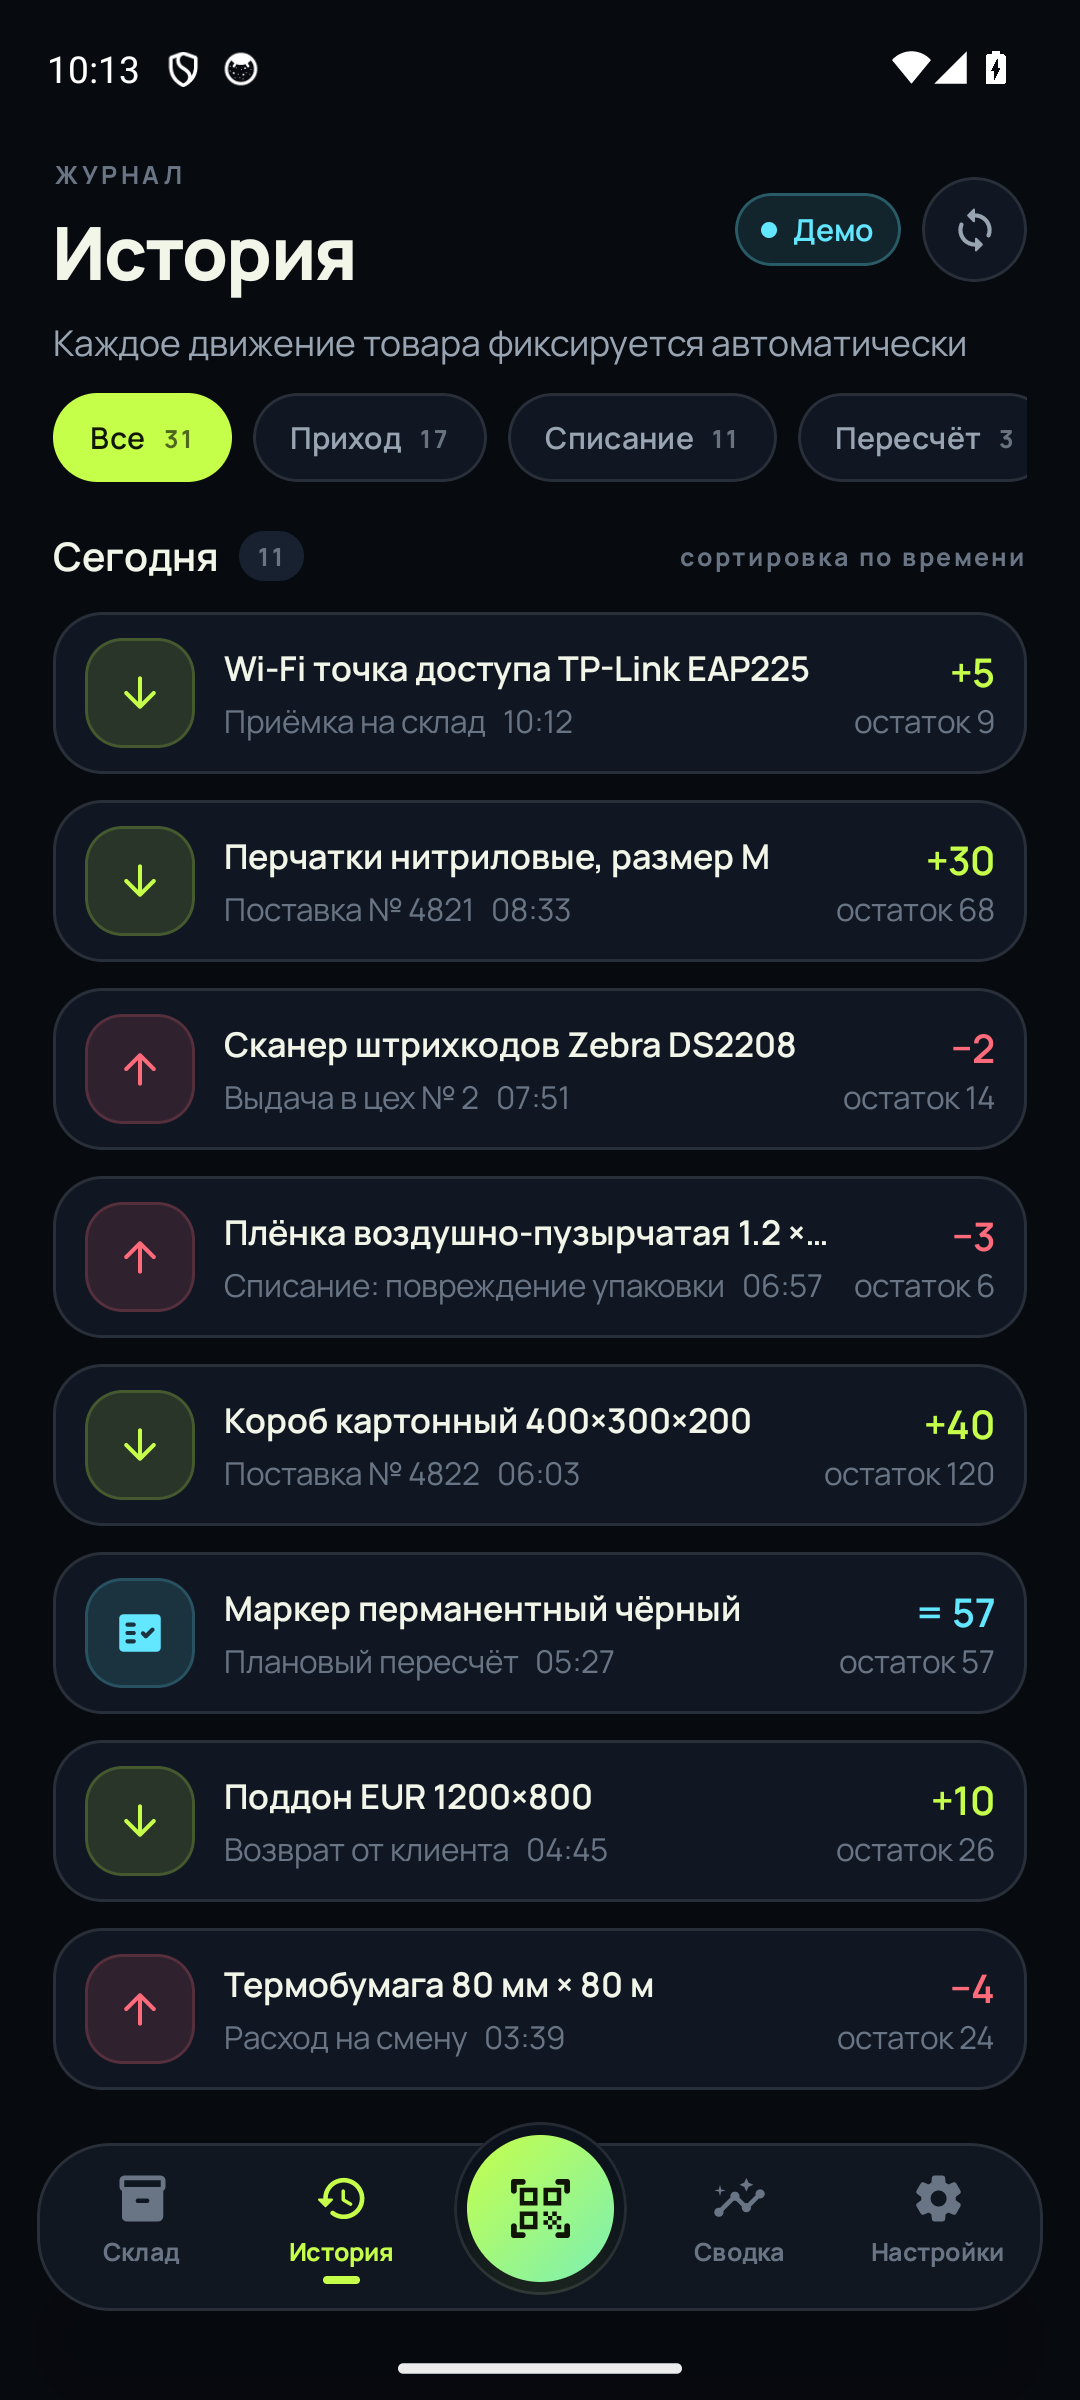 10:13
ЖУРНАЛ
История
Демо
Каждое движение товара фиксируется автоматически
Все 31
Приход 17
Списание 11
Пересчёт 3
Сегодня 11
сортировка по времени
Wi-Fi точка доступа TP-Link EAP225
+5
Приёмка на склад 10:12
остаток 9
Перчатки нитриловые, размер M
+30
Поставка № 4821 08:33
остаток 68
Сканер штрихкодов Zebra DS2208
−2
Выдача в цех № 2 07:51
остаток 14
Плёнка воздушно-пузырчатая 1.2 ×...
−3
Списание: повреждение упаковки 06:57
остаток 6
Короб картонный 400×300×200
+40
Поставка № 4822 06:03
остаток 120
Маркер перманентный чёрный
= 57
Плановый пересчёт 05:27
остаток 57
Поддон EUR 1200×800
+10
Возврат от клиента 04:45
остаток 26
Термобумага 80 мм × 80 м
−4
Расход на смену 03:39
остаток 24
Склад
История
Сводка
Настройки